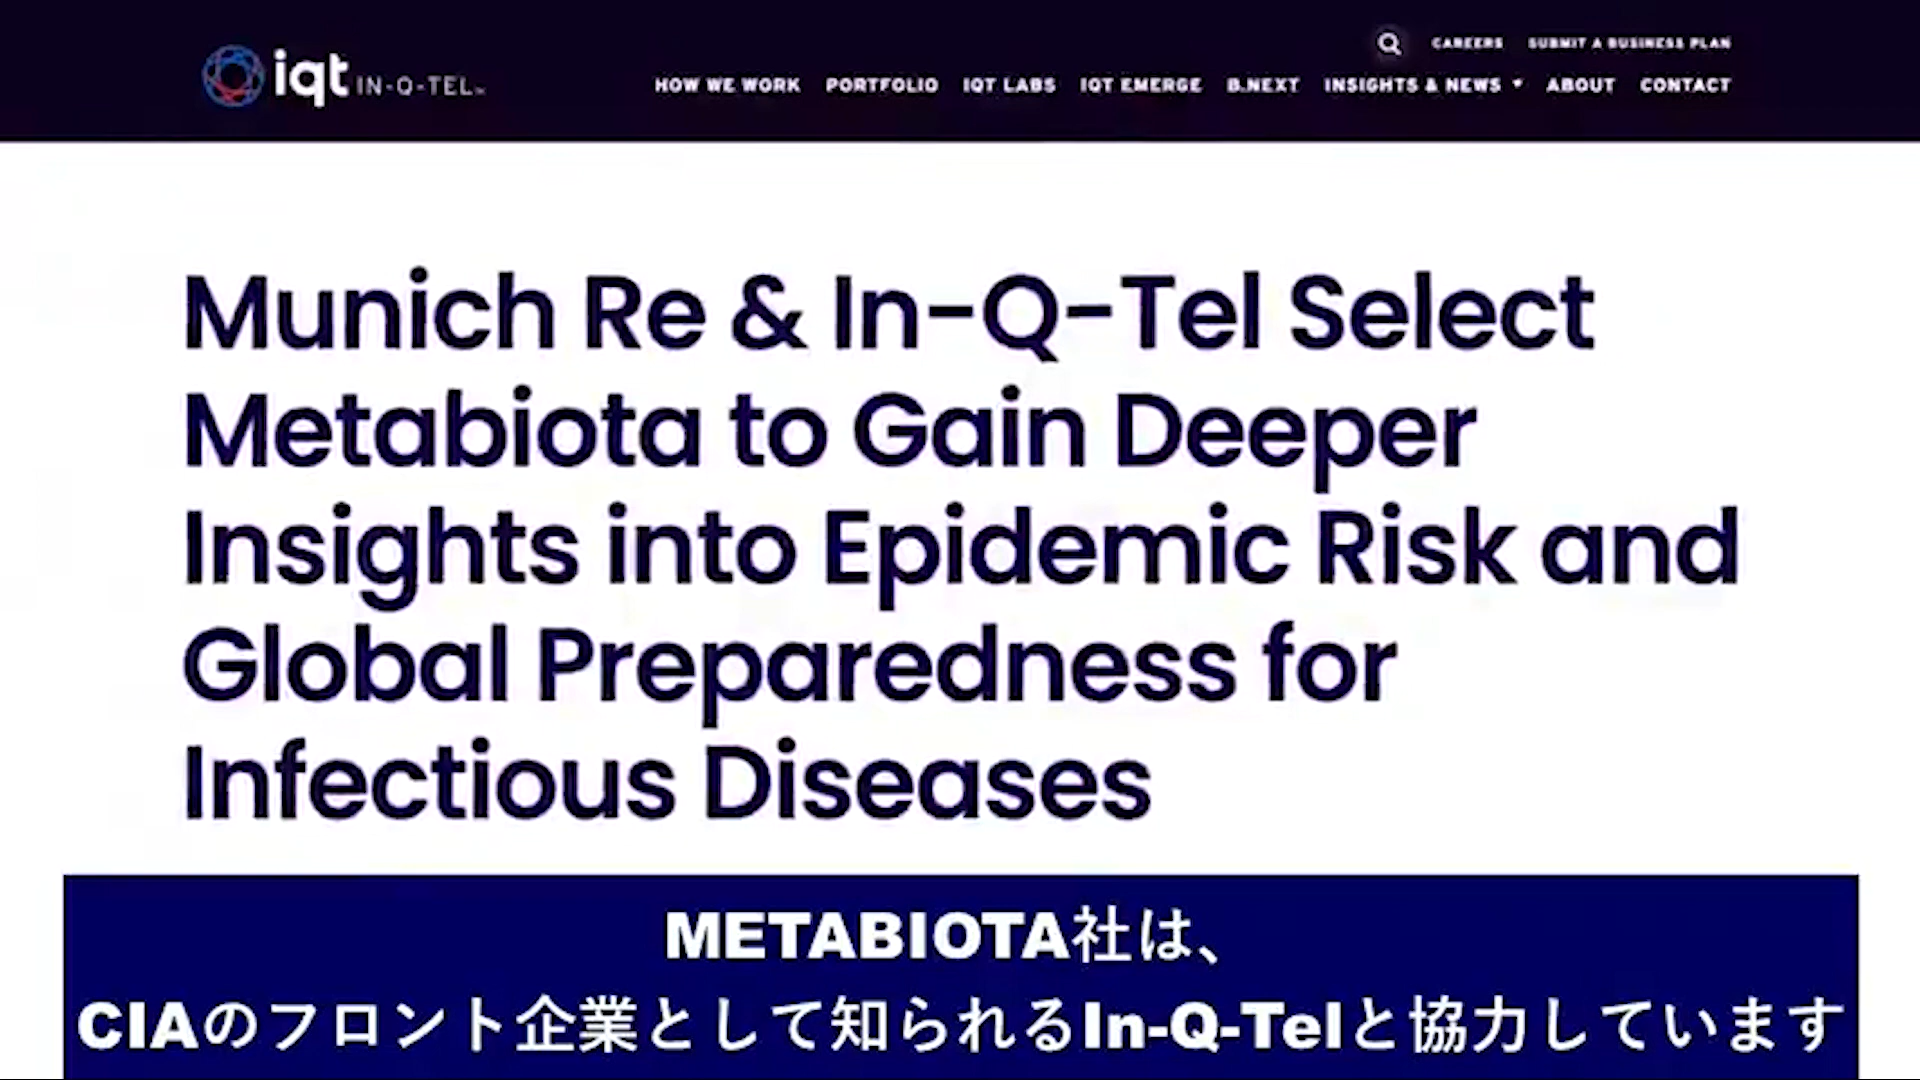 CAREERS SUBMIT A BUSINESS PLAN
iqt IN-Q-TEL
HOW WE WORK PORTFOLIO IQT LABS IQT EMERGE B.NEXT INSIGHTS & NEWS ABOUT CONTACT
Munich Re & In-Q-Tel Select
Metabiota to Gain Deeper
Insights into Epidemic Risk and
Global Preparedness for
Infectious Diseases
METABIOTA社は、
CIAのフロント企業として知られるIn-Q-Telと協力しています